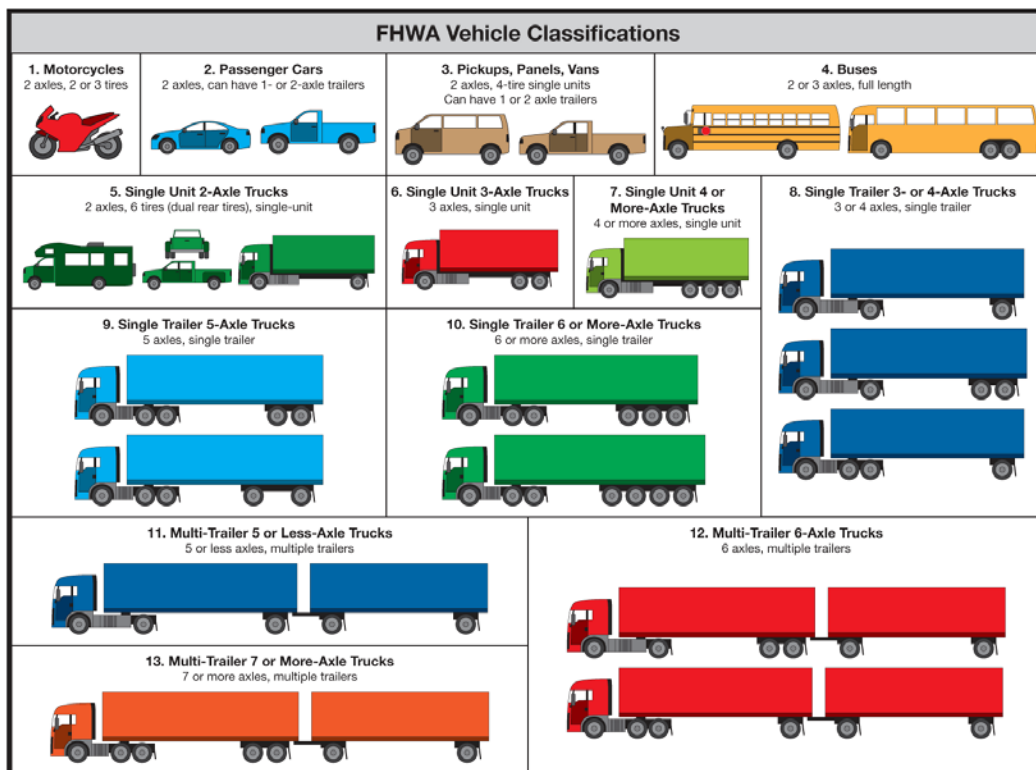 FHWA Vehicle Classifications
1. Motorcycles
2 axles, 2 or 3 tires
2. Passenger Cars
2 axles, can have 1- or 2-axle trailers
3. Pickups, Panels, Vans
2 axles, 4-tire single units
Can have 1 or 2 axle trailers
4. Buses
2 or 3 axles, full length
5. Single Unit 2-Axle Trucks
2 axles, 6 tires (dual rear tires), single-unit
6. Single Unit 3-Axle Trucks
3 axles, single unit
7. Single Unit 4 or
More-Axle Trucks
4 or more axles, single unit
8. Single Trailer 3- or 4-Axle Trucks
3 or 4 axles, single trailer
9. Single Trailer 5-Axle Trucks
5 axles, single trailer
10. Single Trailer 6 or More-Axle Trucks
6 or more axles, single trailer
11. Multi-Trailer 5 or Less-Axle Trucks
5 or less axles, multiple trailers
12. Multi-Trailer 6-Axle Trucks
6 axles, multiple trailers
13. Multi-Trailer 7 or More-Axle Trucks
7 or more axles, multiple trailers